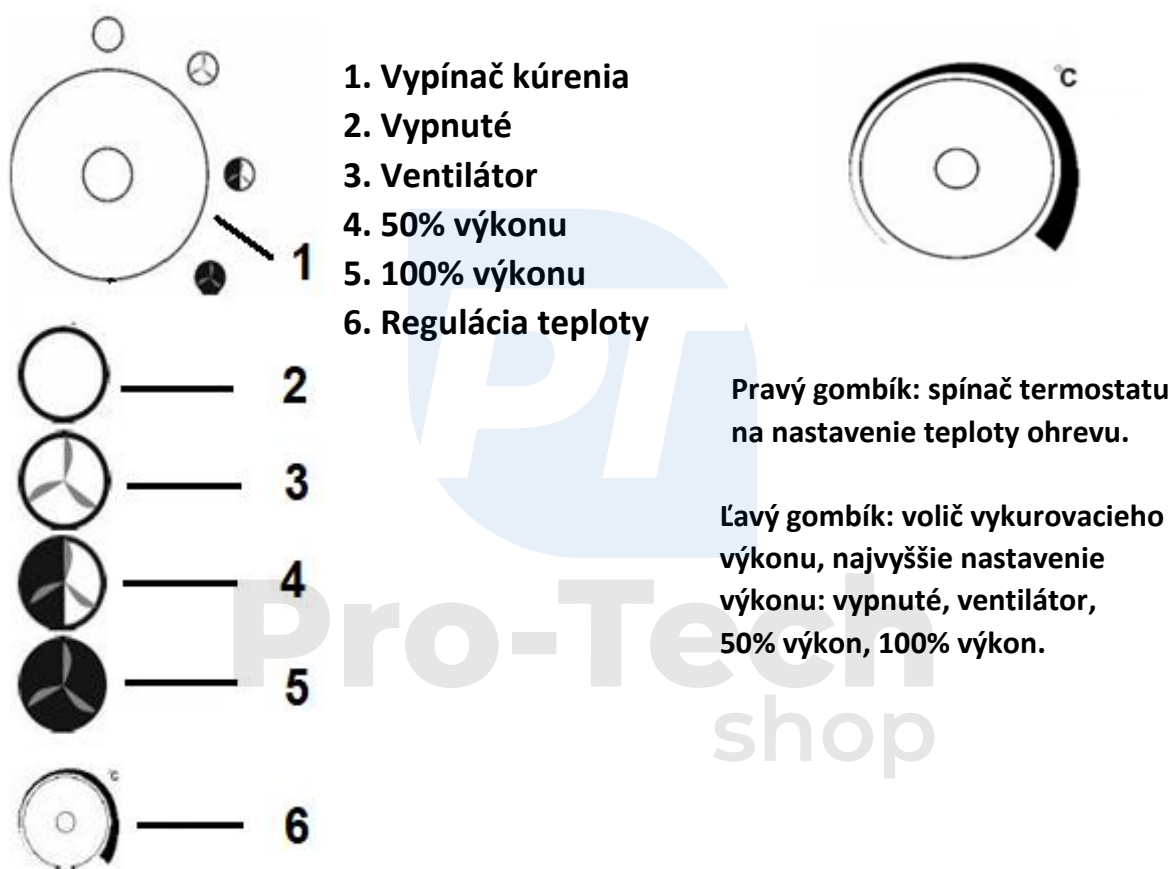 1. Vypínač kúrenia
2. Vypnuté
3. Ventilátor
4. 50% výkonu
5. 100% výkonu
6. Regulácia teploty
°C
1
2
3
4
5
°C
6
Pravý gombík: spínač termostatu
na nastavenie teploty ohrevu.
Ľavý gombík: volič vykurovacieho
výkonu, najvyššie nastavenie
výkonu: vypnuté, ventilátor,
50% výkon, 100% výkon.
PT
Pro-Tech
shop